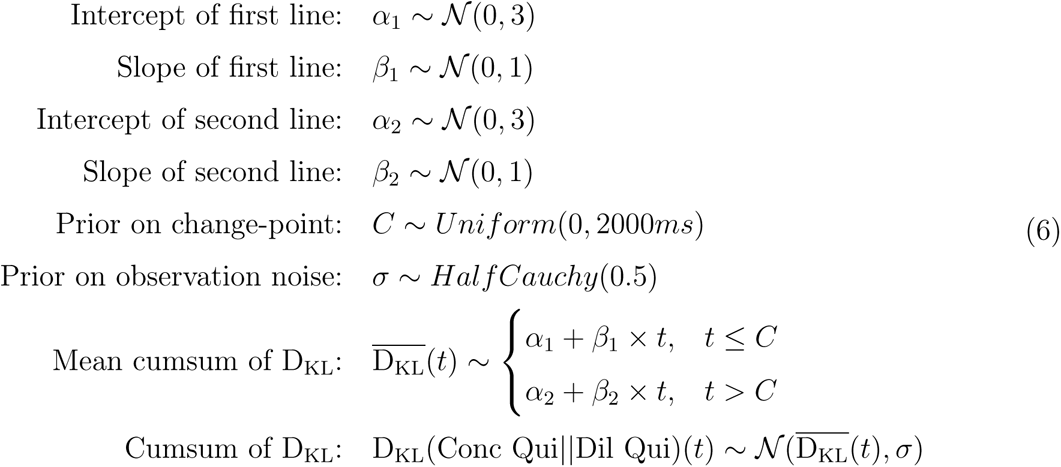 Intercept of first line: α₁ ∼ 𝒩(0, 3)
Slope of first line: β₁ ∼ 𝒩(0, 1)
Intercept of second line: α₂ ∼ 𝒩(0, 3)
Slope of second line: β₂ ∼ 𝒩(0, 1)
Prior on change-point: C ∼ Uniform(0, 2000ms)
(6)
Prior on observation noise: σ ∼ HalfCauchy(0.5)
Mean cumsum of D_KL: \overline{D_KL}(t) ∼ { α₁ + β₁ × t, t ≤ C
α₂ + β₂ × t, t > C
Cumsum of D_KL: D_KL(Conc Qui||Dil Qui)(t) ∼ 𝒩(\overline{D_KL}(t), σ)